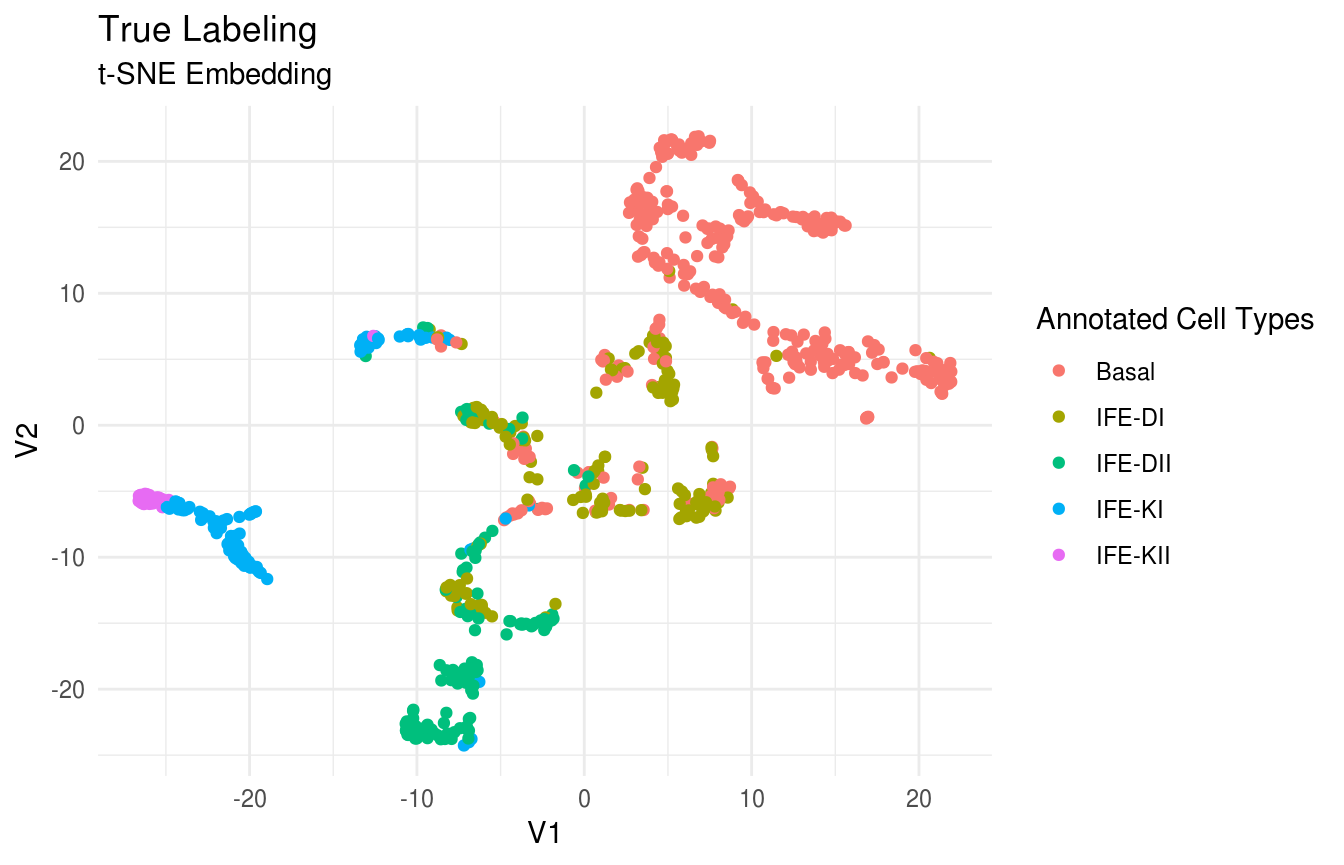 True Labeling
t-SNE Embedding
20
10
0
-10
-20
V2
-20
-10
0
10
20
V1
Annotated Cell Types
Basal
IFE-DI
IFE-DII
IFE-KI
IFE-KII